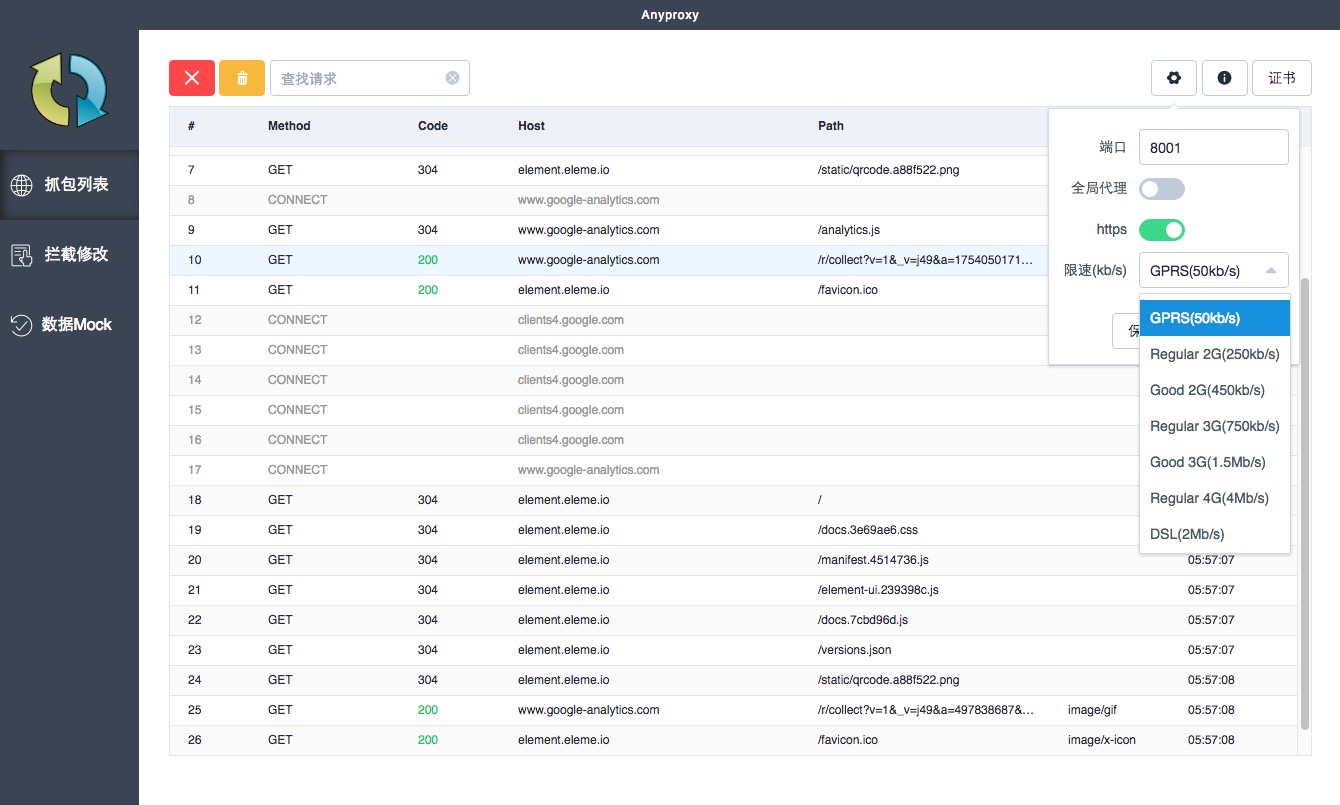 Anyproxy
查找请求
证书
抓包列表
拦截修改
数据Mock
# Method Code Host Path
7 GET 304 element.eleme.io /static/qrcode.a88f522.png
8 CONNECT www.google-analytics.com
9 GET 304 www.google-analytics.com /analytics.js
10 GET 200 www.google-analytics.com /r/collect?v=1&_v=j49&a=1754050171...
11 GET 200 element.eleme.io /favicon.ico
12 CONNECT clients4.google.com
13 CONNECT clients4.google.com
14 CONNECT clients4.google.com
15 CONNECT clients4.google.com
16 CONNECT clients4.google.com
17 CONNECT www.google-analytics.com
18 GET 304 element.eleme.io /
19 GET 304 element.eleme.io /docs.3e69ae6.css
20 GET 304 element.eleme.io /manifest.4514736.js 05:57:07
21 GET 304 element.eleme.io /element-ui.239398c.js 05:57:07
22 GET 304 element.eleme.io /docs.7cbd96d.js 05:57:07
23 GET 304 element.eleme.io /versions.json 05:57:07
24 GET 304 element.eleme.io /static/qrcode.a88f522.png 05:57:08
25 GET 200 www.google-analytics.com /r/collect?v=1&_v=j49&a=497838687&... image/gif 05:57:08
26 GET 200 element.eleme.io /favicon.ico image/x-icon 05:57:08
端口 8001
全局代理
https
限速(kb/s) GPRS(50kb/s)
保
GPRS(50kb/s)
Regular 2G(250kb/s)
Good 2G(450kb/s)
Regular 3G(750kb/s)
Good 3G(1.5Mb/s)
Regular 4G(4Mb/s)
DSL(2Mb/s)